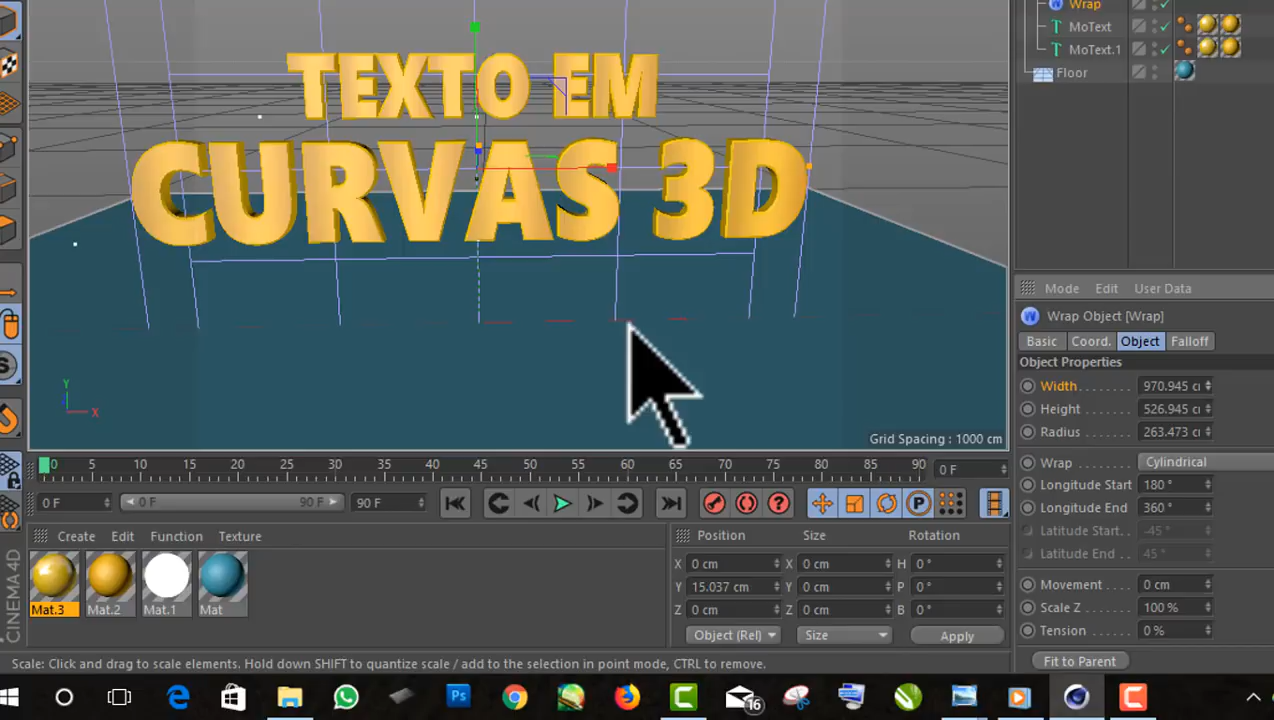 Wrap
MoText
MoText.1
Floor
TEXTO EM
CURVAS 3D
Y
X
Grid Spacing : 1000 cm
Mode Edit User Data
Wrap Object [Wrap]
Basic Coord. Object Falloff
Object Properties
Width 970.945 cı
Height 526.945 cı
Radius 263.473 cı
Wrap Cylindrical
Longitude Start 180 °
Longitude End 360 °
Latitude Start. -45 °
Latitude End 45 °
Movement 0 cm
Scale Z 100 %
Tension 0 %
Fit to Parent
0 5 10 15 20 25 30 35 40 45 50 55 60 65 70 75 80 85 90 0 F
0 F 0 F 90 F 90 F
Create Edit Function Texture
Mat.3 Mat.2 Mat.1 Mat
Position Size Rotation
X 0 cm X 0 cm H 0 °
Y 15.037 cm Y 0 cm P 0 °
Z 0 cm Z 0 cm B 0 °
Object (Rel) Size Apply
CINEMA 4D
Scale: Click and drag to scale elements. Hold down SHIFT to quantize scale / add to the selection in point mode, CTRL to remove.
Ps
16